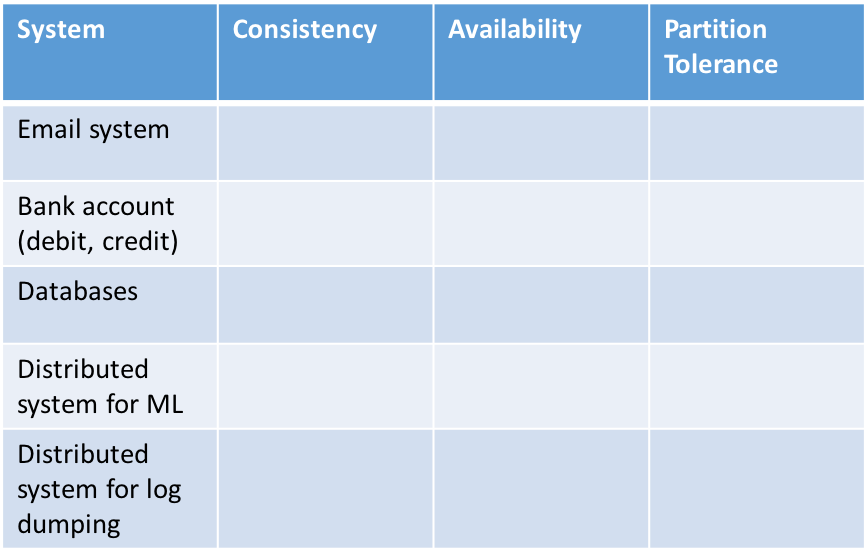 System Consistency Availability Partition
Tolerance
Email system
Bank account
(debit, credit)
Databases
Distributed
system for ML
Distributed
system for log
dumping